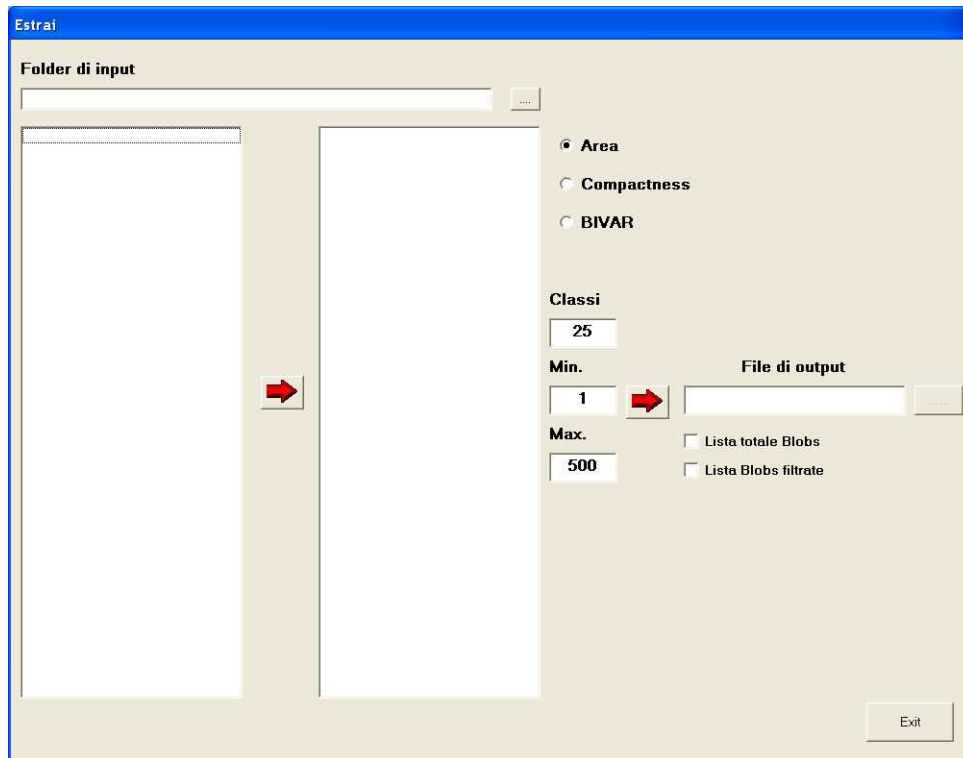 Estrai
Folder di input
....
Area
Compactness
BIVAR
Classi
25
Min.
File di output
1
......
Max.
Lista totale Blobs
500
Lista Blobs filtrate
Exit